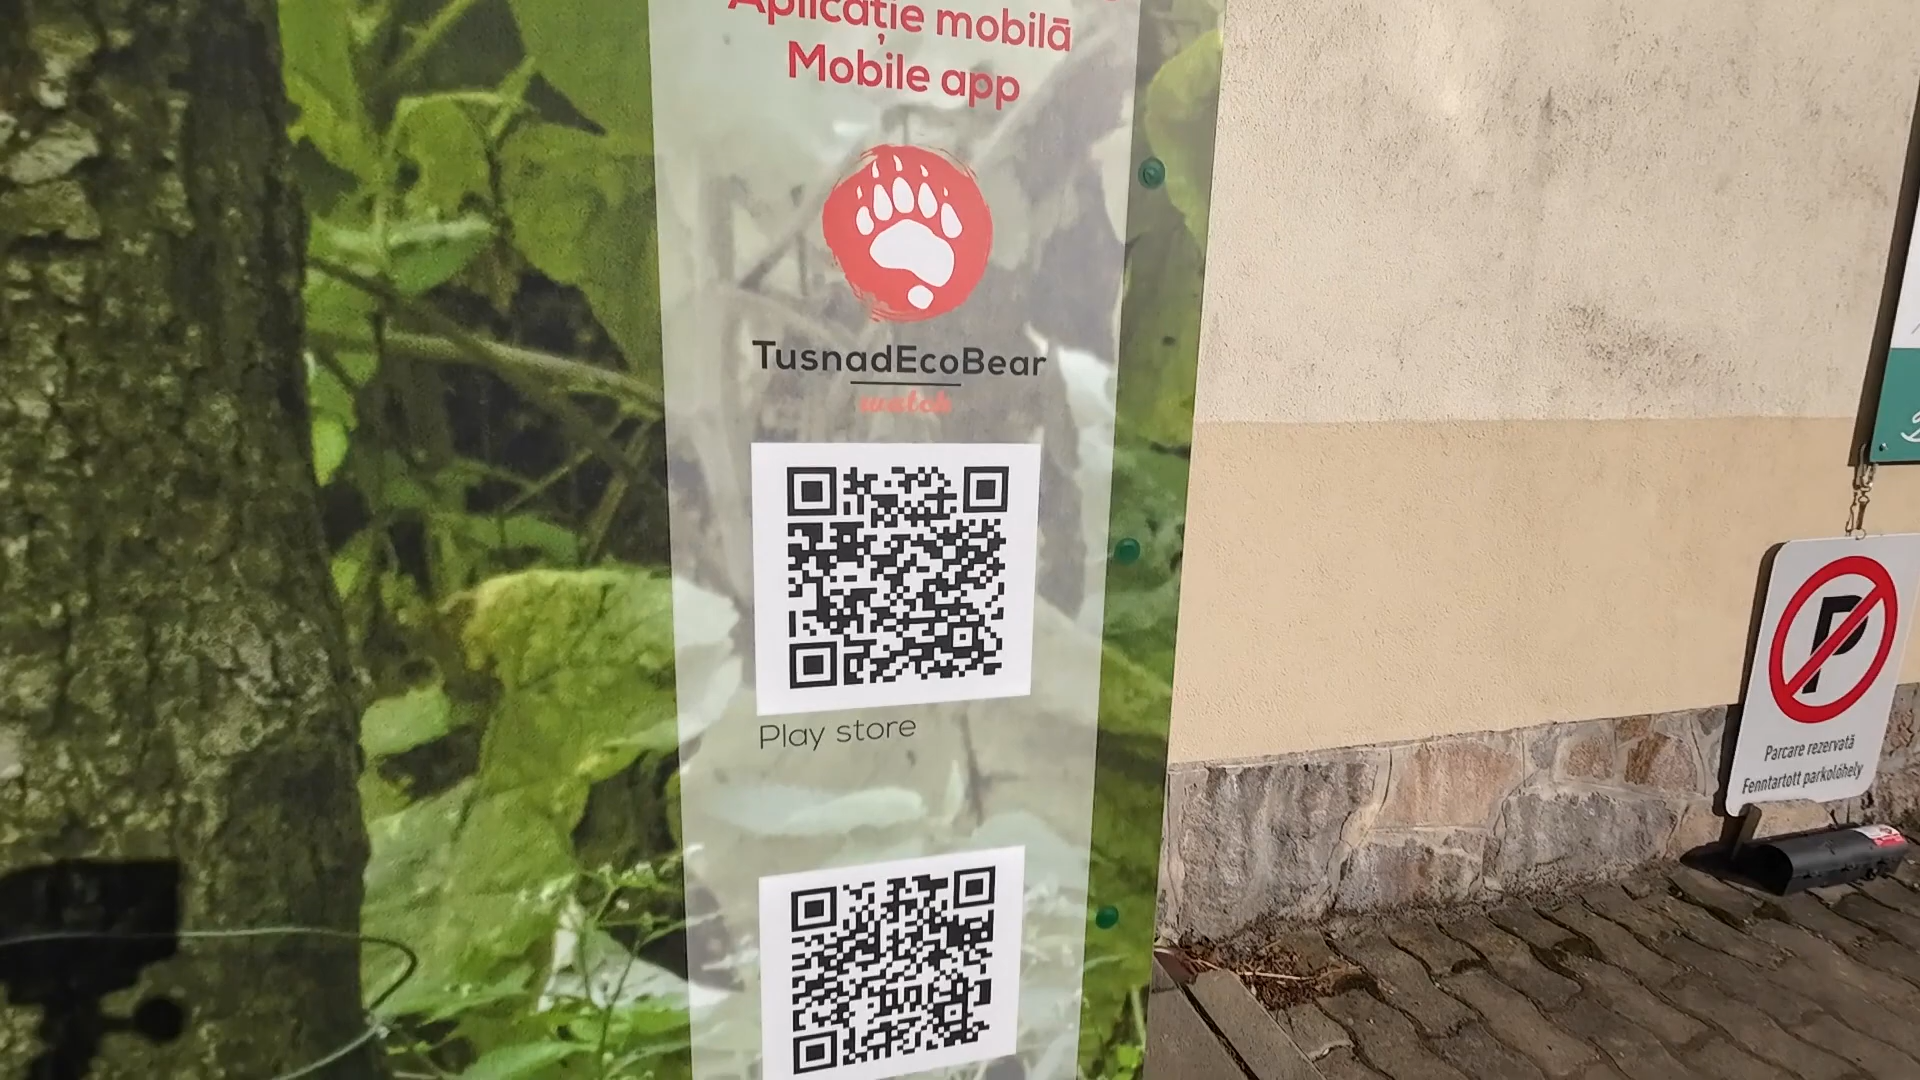 Aplicație mobilă
Mobile app
TusnadEcoBear
watch
Play store
P
Parcare rezervată
Fenntartott parkolóhely